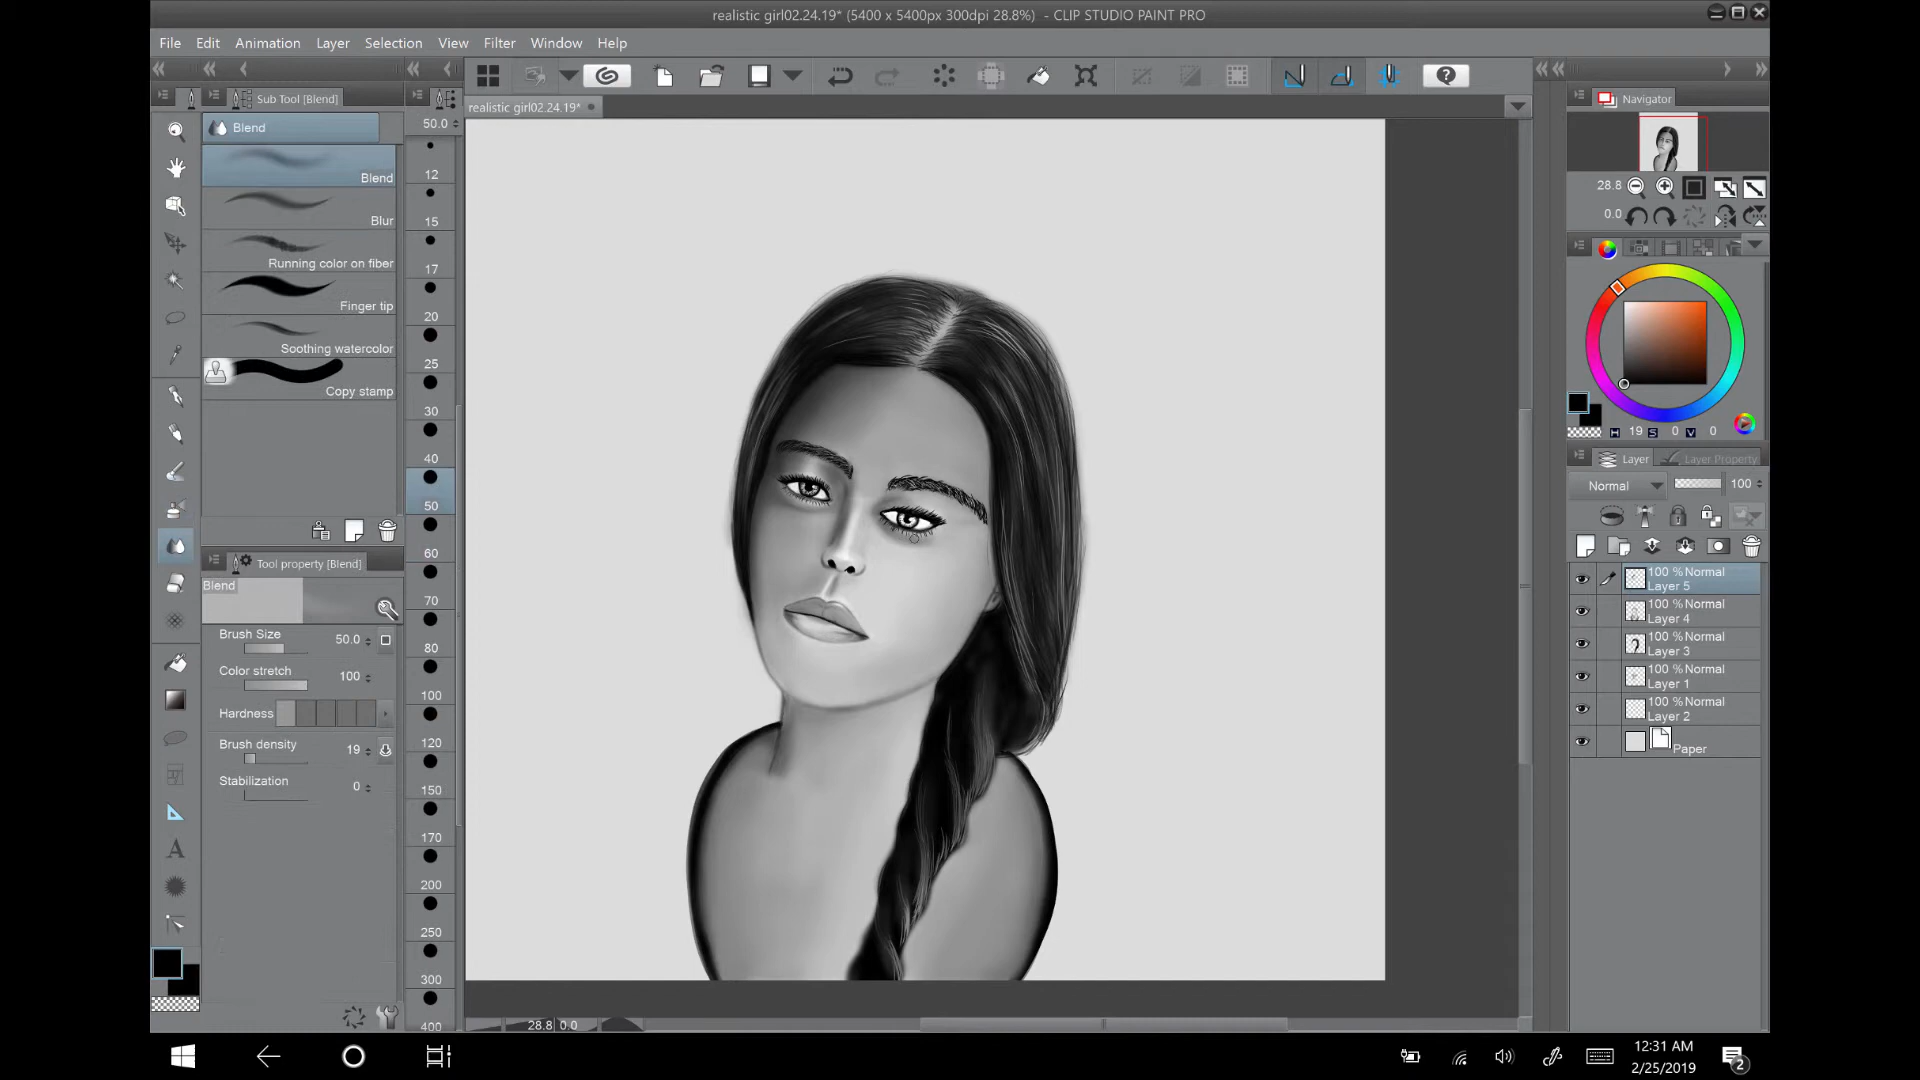 realistic girl02.24.19* (5400 x 5400px 300dpi 28.8%) - CLIP STUDIO PAINT PRO
File Edit Animation Layer Selection View Filter Window Help
Sub Tool [Blend]
realistic girl02.24.19*
Navigator
Blend
50.0
Blend
12
Blur
15
Running color on fiber
17
Finger tip
20
Soothing watercolor
25
Copy stamp
30
40
50
60
70
80
100
120
150
170
200
250
300
400
Tool property [Blend]
Blend
Brush Size 50.0
Color stretch 100
Hardness
Brush density 19
Stabilization 0
28.8 0.0
28.8
0.0
H 19 S 0 V 0
Layer Layer Property
Normal 100
100 % Normal
Layer 5
100 % Normal
Layer 4
100 % Normal
Layer 3
100 % Normal
Layer 1
100 % Normal
Layer 2
Paper
12:31 AM
2/25/2019
2